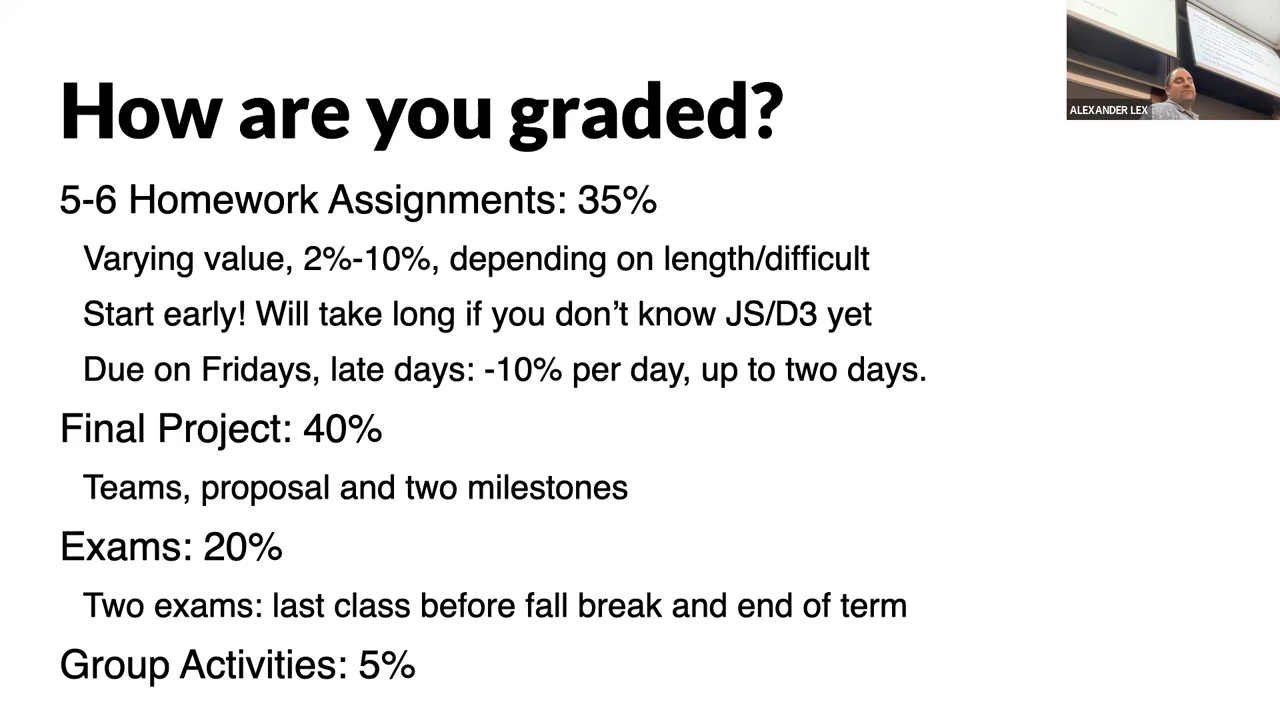 How are you graded?
5-6 Homework Assignments: 35%
Varying value, 2%-10%, depending on length/difficult
Start early! Will take long if you don’t know JS/D3 yet
Due on Fridays, late days: -10% per day, up to two days.
Final Project: 40%
Teams, proposal and two milestones
Exams: 20%
Two exams: last class before fall break and end of term
Group Activities: 5%
ALEXANDER LEX